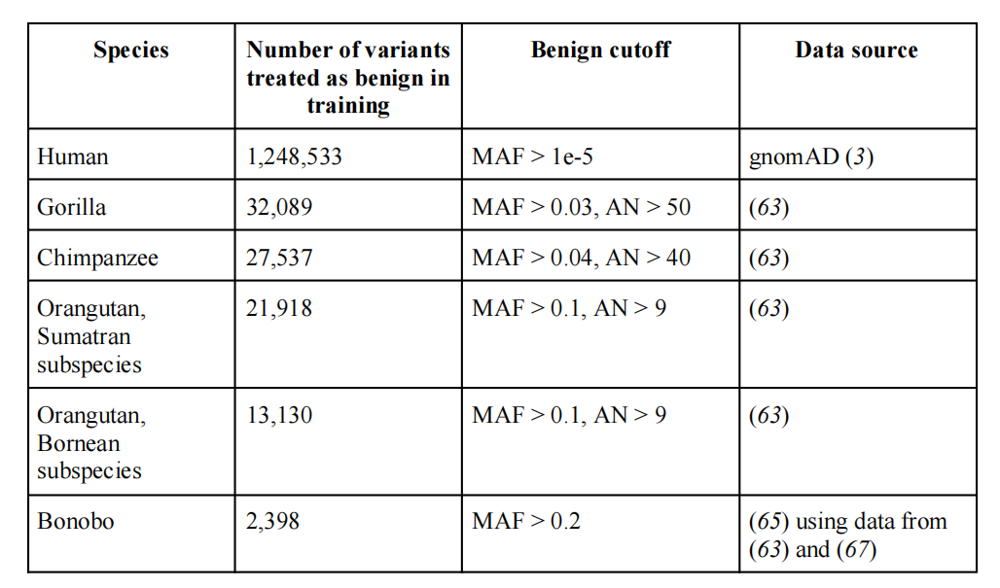 Species
Number of variants
treated as benign in
training
Benign cutoff
Data source
Human
1,248,533
MAF > 1e-5
gnomAD (3)
Gorilla
32,089
MAF > 0.03, AN > 50
(63)
Chimpanzee
27,537
MAF > 0.04, AN > 40
(63)
Orangutan,
Sumatran
subspecies
21,918
MAF > 0.1, AN > 9
(63)
Orangutan,
Bornean
subspecies
13,130
MAF > 0.1, AN > 9
(63)
Bonobo
2,398
MAF > 0.2
(65) using data from
(63) and (67)